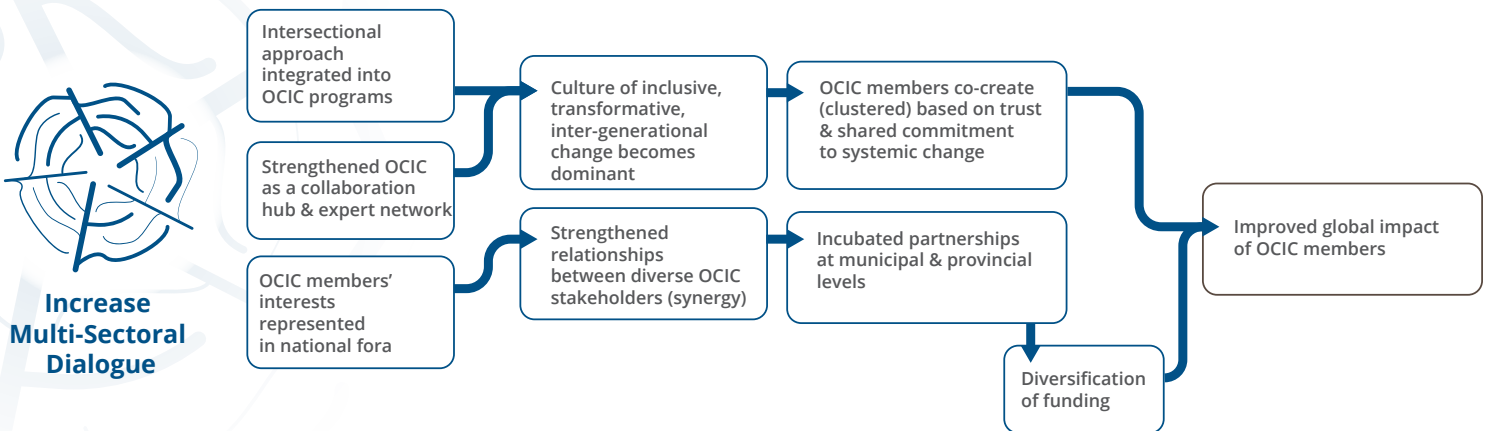 Increase
Multi-Sectoral
Dialogue
Intersectional
approach
integrated into
OCIC programs
Strengthened OCIC
as a collaboration
hub & expert network
OCIC members’
interests
represented
in national fora
Culture of inclusive,
transformative,
inter-generational
change becomes
dominant
Strengthened
relationships
between diverse OCIC
stakeholders (synergy)
OCIC members co-create
(clustered) based on trust
& shared commitment
to systemic change
Incubated partnerships
at municipal & provincial
levels
Diversification
of funding
Improved global impact
of OCIC members